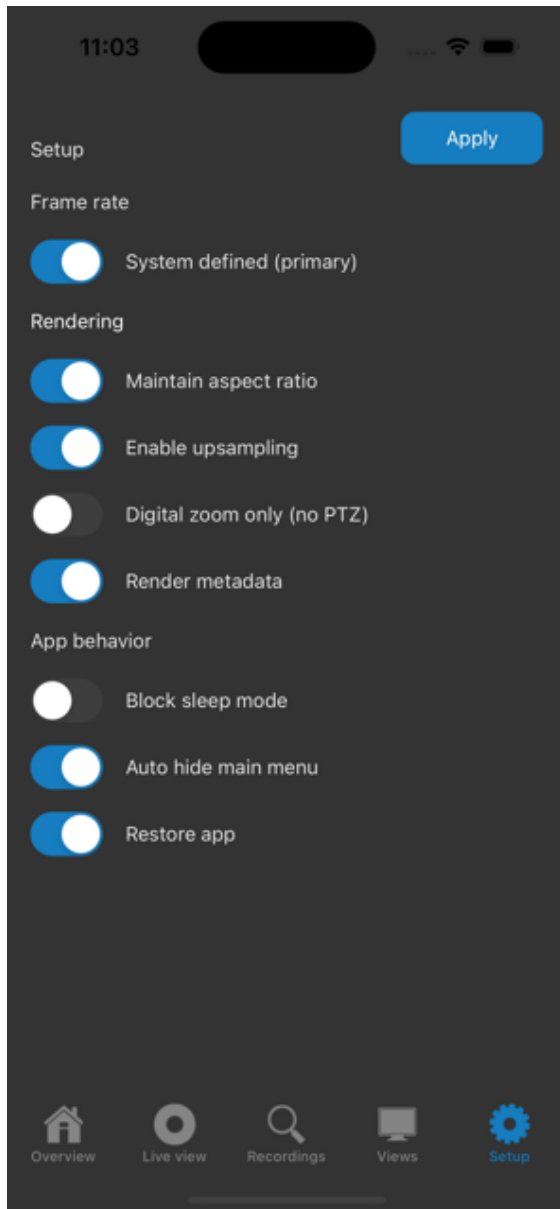 11:03
Apply
Setup
Frame rate
System defined (primary)
Rendering
Maintain aspect ratio
Enable upsampling
Digital zoom only (no PTZ)
Render metadata
App behavior
Block sleep mode
Auto hide main menu
Restore app
Overview Live view Recordings Views Setup